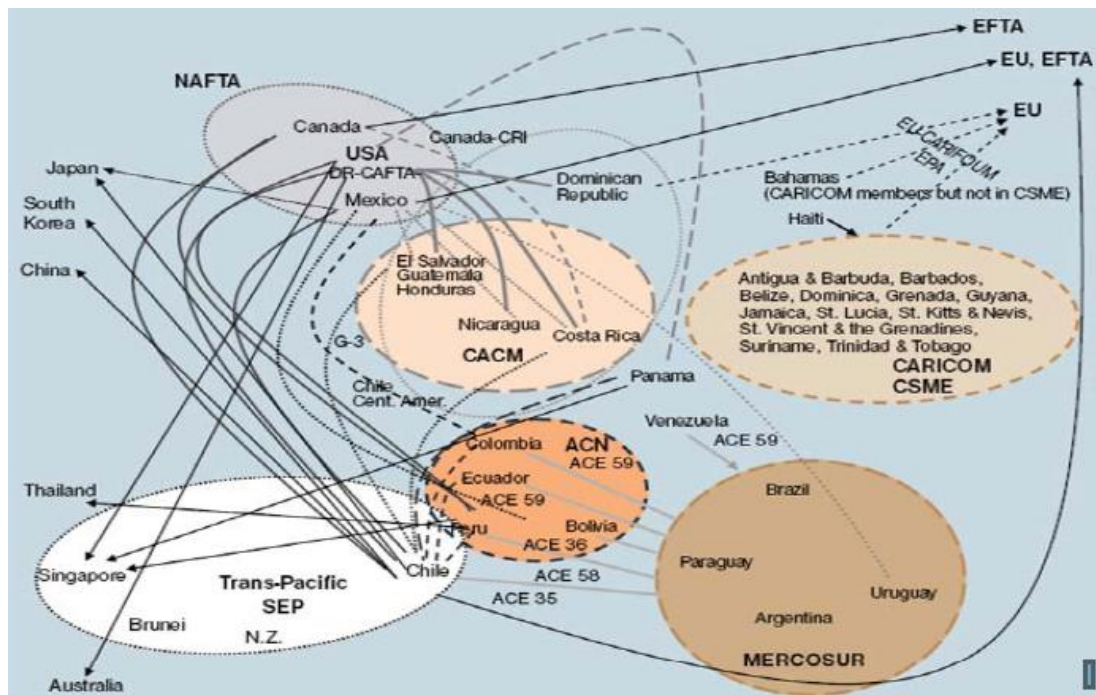 EFTA
EU, EFTA
NAFTA
EU
Canada
Canada-CRI
USA
DR-CAFTA
Mexico
Japan
South
Korea
China
Dominican
Republic
EU-CARIFOUM
EPA
Bahamas
(CARICOM members but not in CSME)
Haiti
El Salvador
Guatemala
Honduras
Nicaragua
Costa Rica
CACM
G-3
Antigua & Barbuda, Barbados,
Belize, Dominica, Grenada, Guyana,
Jamaica, St. Lucia, St. Kitts & Nevis,
St. Vincent & the Grenadines,
Suriname, Trinidad & Tobago
CARICOM
CSME
Chile
Cent. Amer.
Panama
Venezuela
ACE 59
Colombia
ACN
ACE 59
Ecuador
ACE 59
Peru
Bolivia
ACE 36
ACE 58
ACE 35
Brazil
Paraguay
Uruguay
Argentina
MERCOSUR
Thailand
Singapore
Trans-Pacific
SEP
Chile
Brunei
N.Z.
Australia